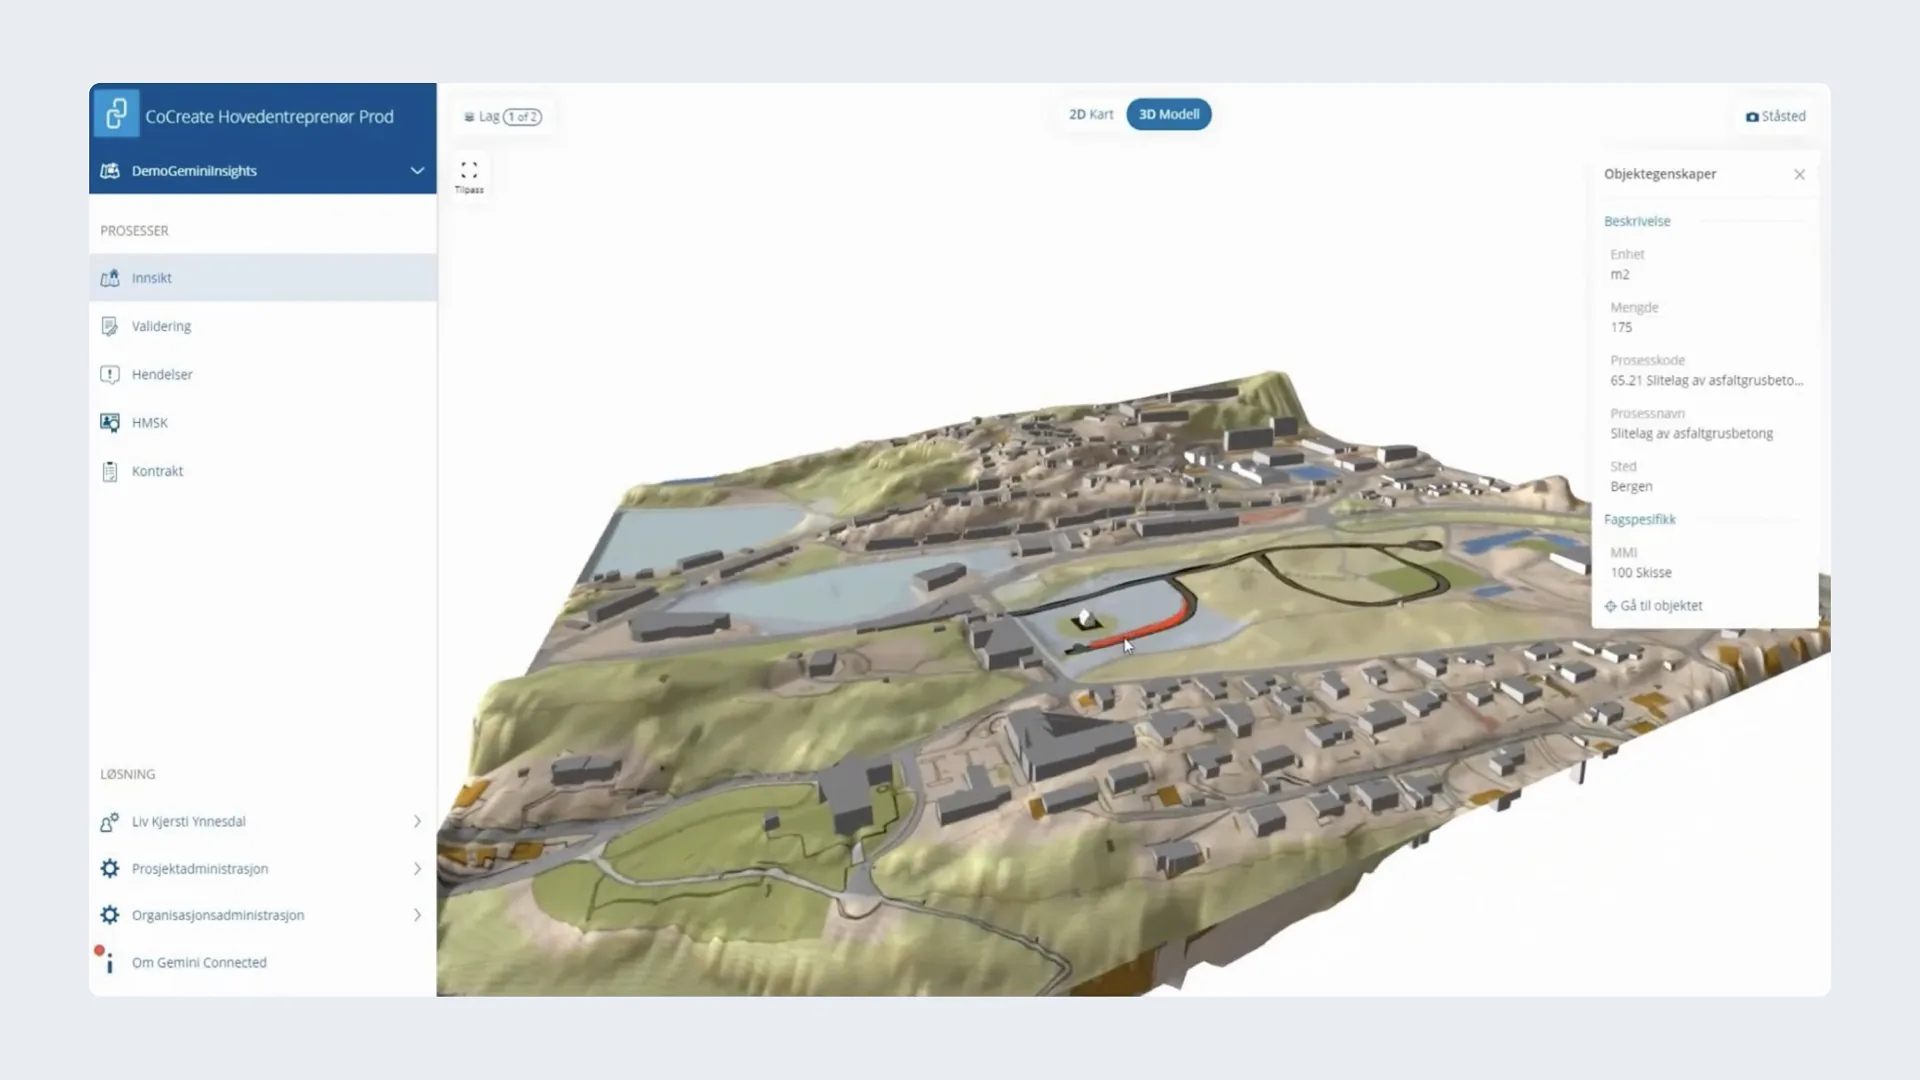 CoCreate Hovedentreprenør Prod
DemoGeminiInsights
PROSESSER
Innsikt
Validering
Hendelser
HMSK
Kontrakt
LØSNING
Liv Kjersti Ynnesdal
Prosjektadministrasjon
Organisasjonsadministrasjon
Om Gemini Connected
Lag 1 of 2
Tilpass
2D Kart
3D Modell
Ståsted
Objektegenskaper
Beskrivelse
Enhet
m2
Mengde
175
Prosesskode
65.21 Slitelag av asfaltgrusbeto...
Prosessnavn
Slitelag av asfaltgrusbetong
Sted
Bergen
Fagspesifikk
MMI
100 Skisse
Gå til objektet